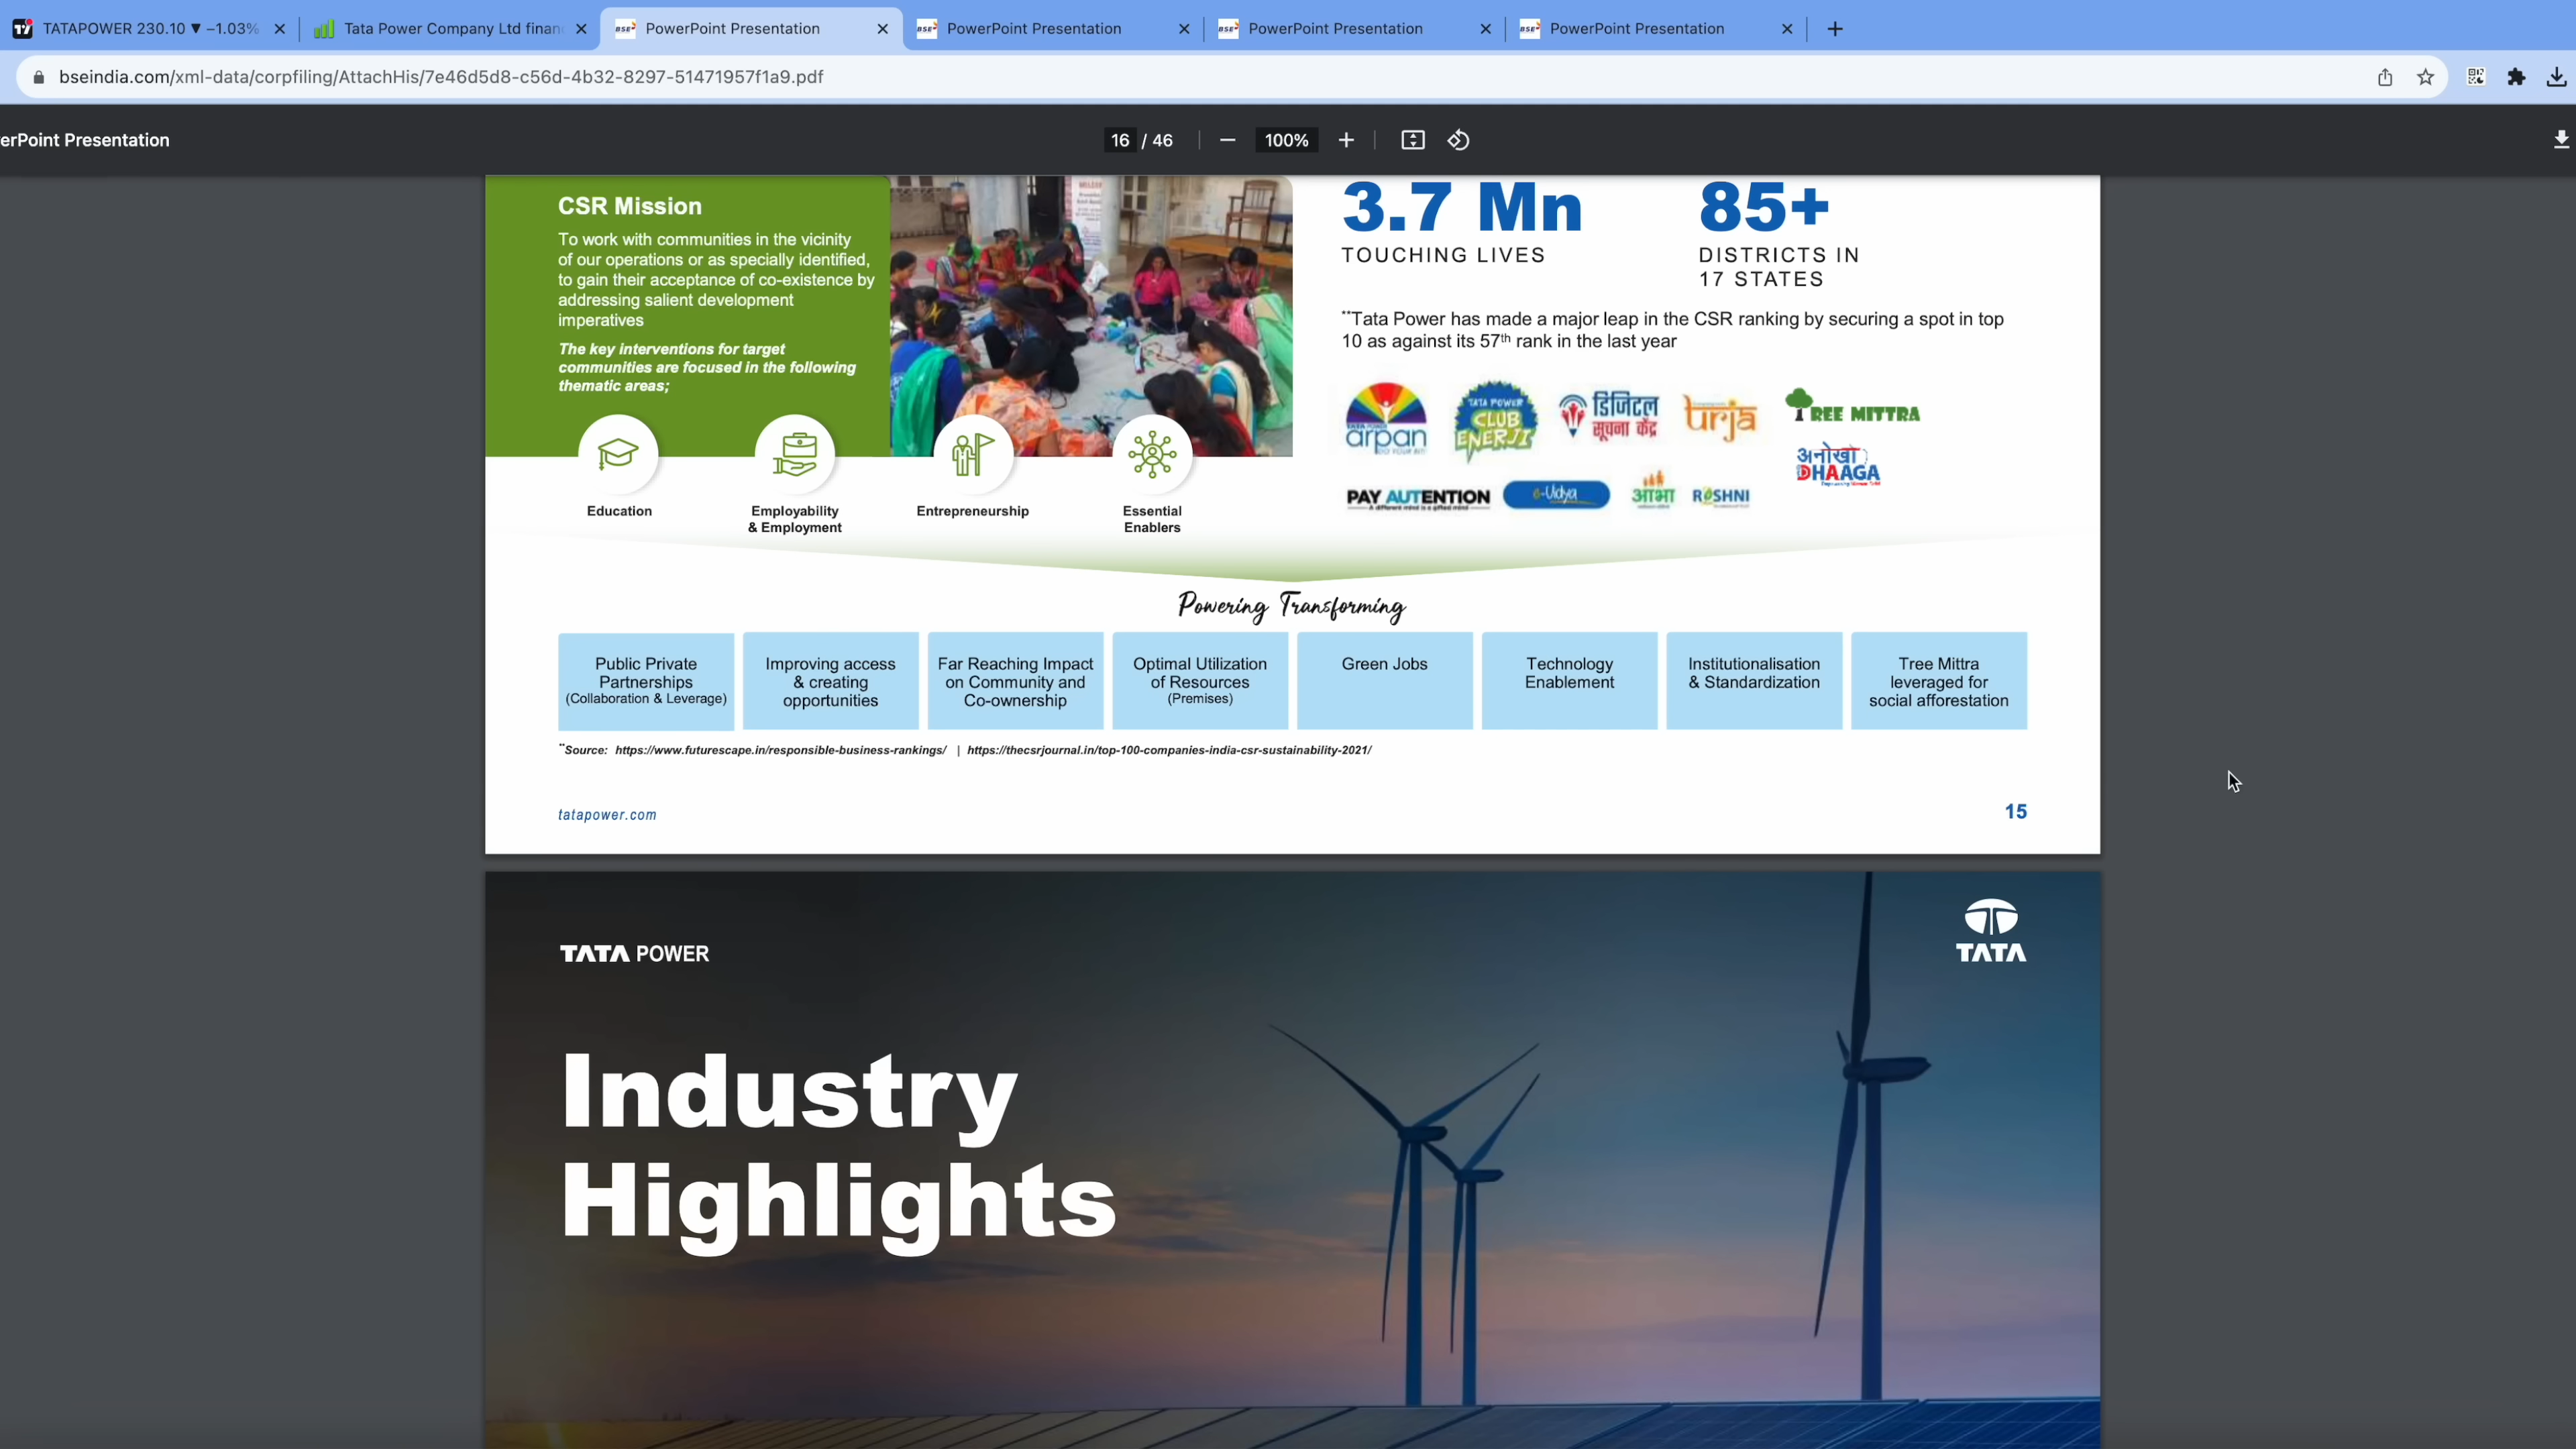 TATAPOWER 230.10 ▼ −1.03%
Tata Power Company Ltd finan
PowerPoint Presentation
PowerPoint Presentation
PowerPoint Presentation
PowerPoint Presentation
bseindia.com/xml-data/corpfiling/AttachHis/7e46d5d8-c56d-4b32-8297-51471957f1a9.pdf
erPoint Presentation
16 / 46
100%
CSR Mission
To work with communities in the vicinity
of our operations or as specially identified,
to gain their acceptance of co-existence by
addressing salient development
imperatives
The key interventions for target
communities are focused in the following
thematic areas;
Education
Employability
& Employment
Entrepreneurship
Essential
Enablers
3.7 Mn
TOUCHING LIVES
85+
DISTRICTS IN
17 STATES
**Tata Power has made a major leap in the CSR ranking by securing a spot in top
10 as against its 57th rank in the last year
arpan
TATA POWER
CLUB
ENERJI
डिजिटल
सूचना केंद्र
urja
TREE MITTRA
अनोखा
DHAAGA
PAY AUTENTION
A different mind is a gifted mind
e-Vidya
आभा
ROSHNI
Powering Transforming
Public Private
Partnerships
(Collaboration & Leverage)
Improving access
& creating
opportunities
Far Reaching Impact
on Community and
Co-ownership
Optimal Utilization
of Resources
(Premises)
Green Jobs
Technology
Enablement
Institutionalisation
& Standardization
Tree Mittra
leveraged for
social afforestation
**Source: https://www.futurescape.in/responsible-business-rankings/ | https://thecsrjournal.in/top-100-companies-india-csr-sustainability-2021/
tatapower.com
15
TATA POWER
TATA
Industry
Highlights